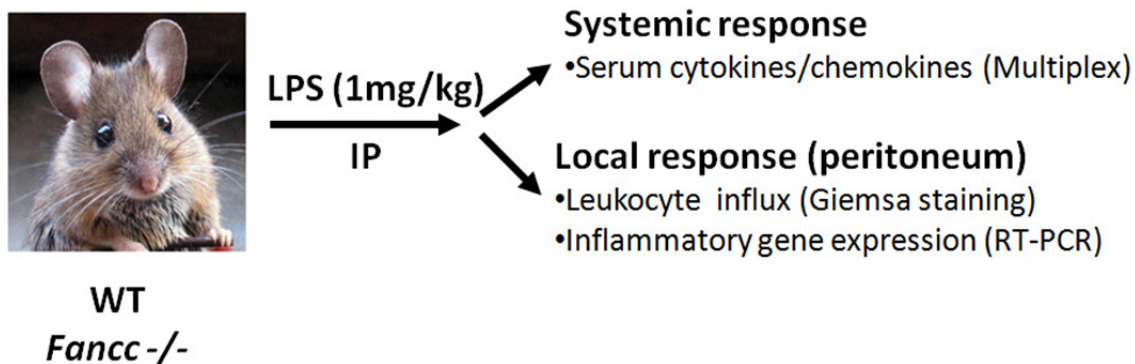 Systemic response
•Serum cytokines/chemokines (Multiplex)
LPS (1mg/kg)
IP
Local response (peritoneum)
•Leukocyte influx (Giemsa staining)
•Inflammatory gene expression (RT-PCR)
WT
Fancc -/-